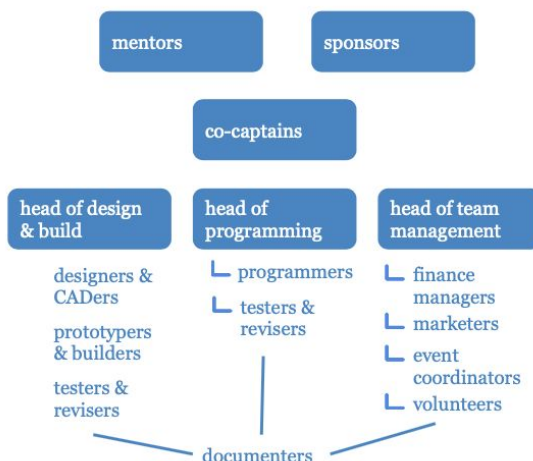 mentors
sponsors
co-captains
head of design
& build
head of
programming
head of team
management
designers &
CADers
prototypers
& builders
testers &
revisers
programmers
testers &
revisers
finance
managers
marketers
event
coordinators
volunteers
documenters